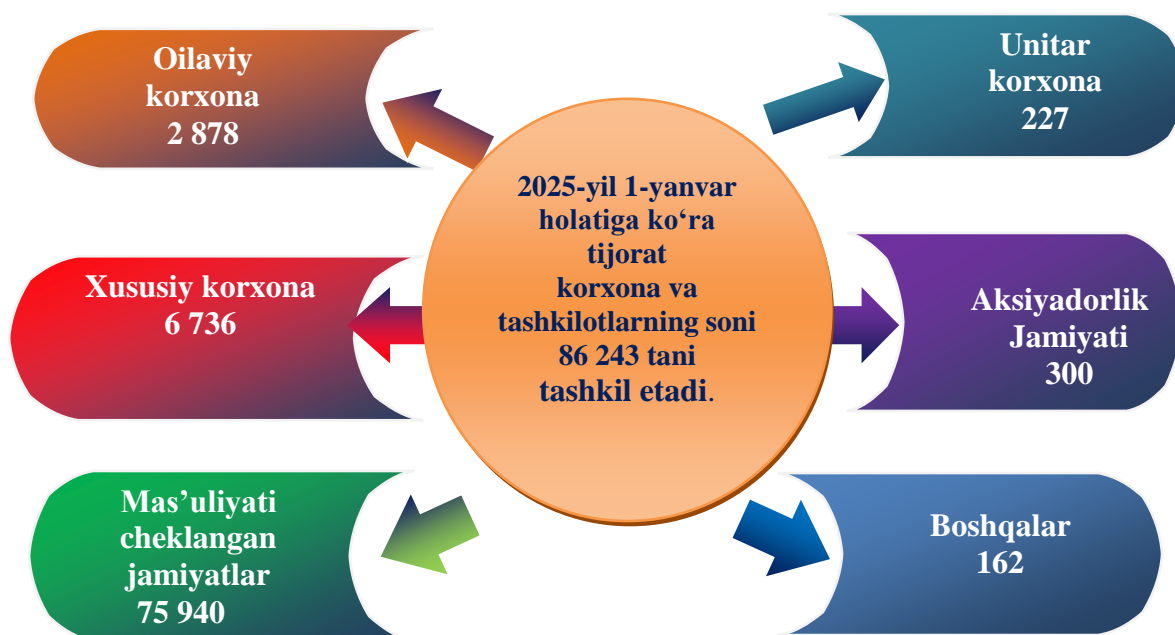 Oilaviy
korxona
2 878
Unitar
korxona
227
2025-yil 1-yanvar
holatiga ko‘ra
tijorat
korxona va
tashkilotlarning soni
86 243 tani
tashkil etadi.
Xususiy korxona
6 736
Aksiyadorlik
Jamiyati
300
Mas’uliyati
cheklangan
jamiyatlar
75 940
Boshqalar
162